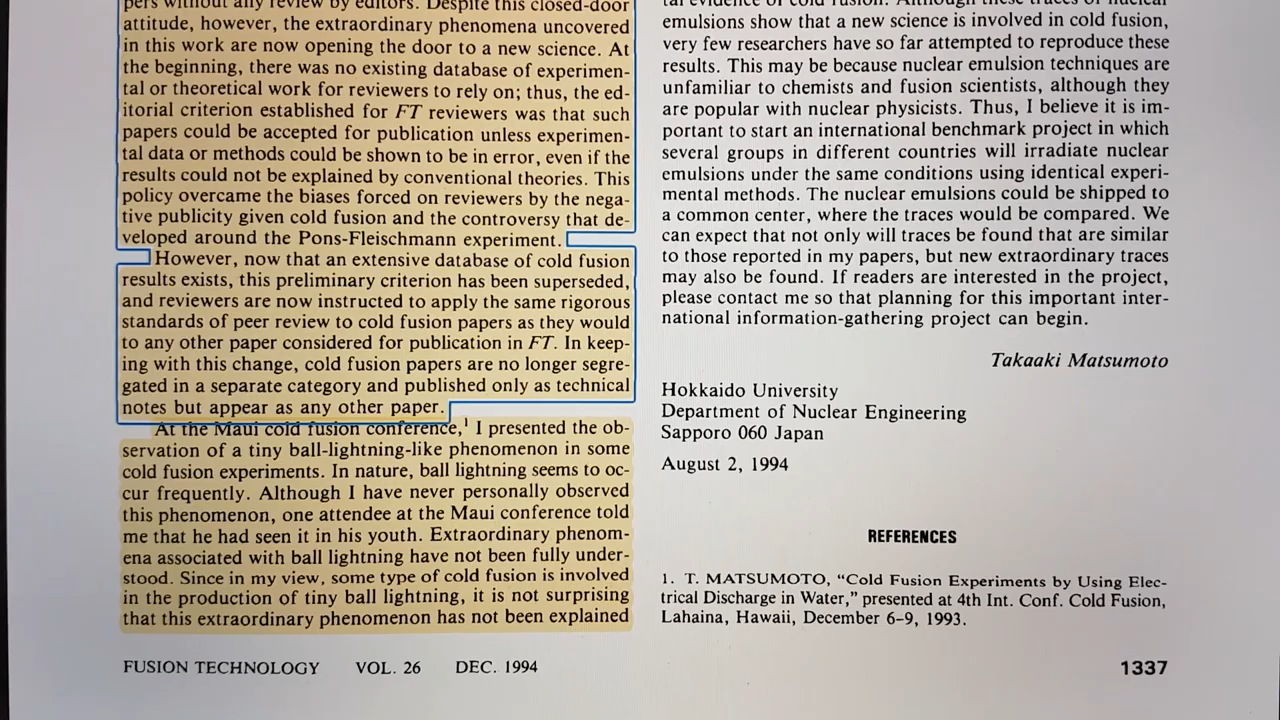 pers without any review by editors. Despite this closed-door
attitude, however, the extraordinary phenomena uncovered
in this work are now opening the door to a new science. At
the beginning, there was no existing database of experimen-
tal or theoretical work for reviewers to rely on; thus, the ed-
itorial criterion established for FT reviewers was that such
papers could be accepted for publication unless experimen-
tal data or methods could be shown to be in error, even if the
results could not be explained by conventional theories. This
policy overcame the biases forced on reviewers by the nega-
tive publicity given cold fusion and the controversy that de-
veloped around the Pons-Fleischmann experiment.
However, now that an extensive database of cold fusion
results exists, this preliminary criterion has been superseded,
and reviewers are now instructed to apply the same rigorous
standards of peer review to cold fusion papers as they would
to any other paper considered for publication in FT. In keep-
ing with this change, cold fusion papers are no longer segre-
gated in a separate category and published only as technical
notes but appear as any other paper.
At the Maui cold fusion conference,1 I presented the ob-
servation of a tiny ball-lightning-like phenomenon in some
cold fusion experiments. In nature, ball lightning seems to oc-
cur frequently. Although I have never personally observed
this phenomenon, one attendee at the Maui conference told
me that he had seen it in his youth. Extraordinary phenom-
ena associated with ball lightning have not been fully under-
stood. Since in my view, some type of cold fusion is involved
in the production of tiny ball lightning, it is not surprising
that this extraordinary phenomenon has not been explained
tal evidence of cold fusion. Although these traces of nuclear
emulsions show that a new science is involved in cold fusion,
very few researchers have so far attempted to reproduce these
results. This may be because nuclear emulsion techniques are
unfamiliar to chemists and fusion scientists, although they
are popular with nuclear physicists. Thus, I believe it is im-
portant to start an international benchmark project in which
several groups in different countries will irradiate nuclear
emulsions under the same conditions using identical experi-
mental methods. The nuclear emulsions could be shipped to
a common center, where the traces would be compared. We
can expect that not only will traces be found that are similar
to those reported in my papers, but new extraordinary traces
may also be found. If readers are interested in the project,
please contact me so that planning for this important inter-
national information-gathering project can begin.
Takaaki Matsumoto
Hokkaido University
Department of Nuclear Engineering
Sapporo 060 Japan
August 2, 1994
REFERENCES
1. T. MATSUMOTO, “Cold Fusion Experiments by Using Elec-
trical Discharge in Water,” presented at 4th Int. Conf. Cold Fusion,
Lahaina, Hawaii, December 6-9, 1993.
FUSION TECHNOLOGY VOL. 26 DEC. 1994
1337